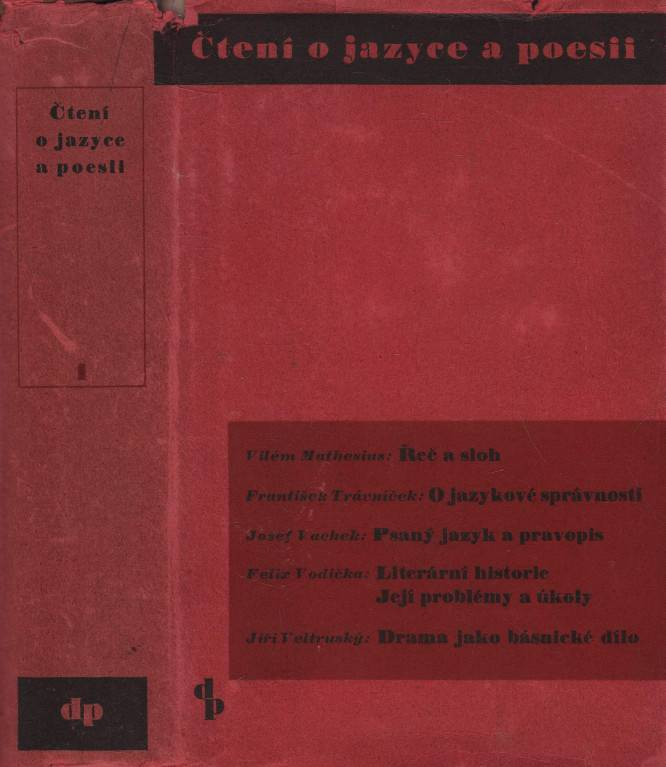 Čtení o jazyce a poesii
Čtení
o jazyce
a poesii
1
Vilém Mathesius: Řeč a sloh
František Trávníček: O jazykové správnosti
Josef Vachek: Psaný jazyk a pravopis
Felix Vodička: Literární historie
Její problémy a úkoly
Jiří Veltruský: Drama jako básnické dílo
dp
dp